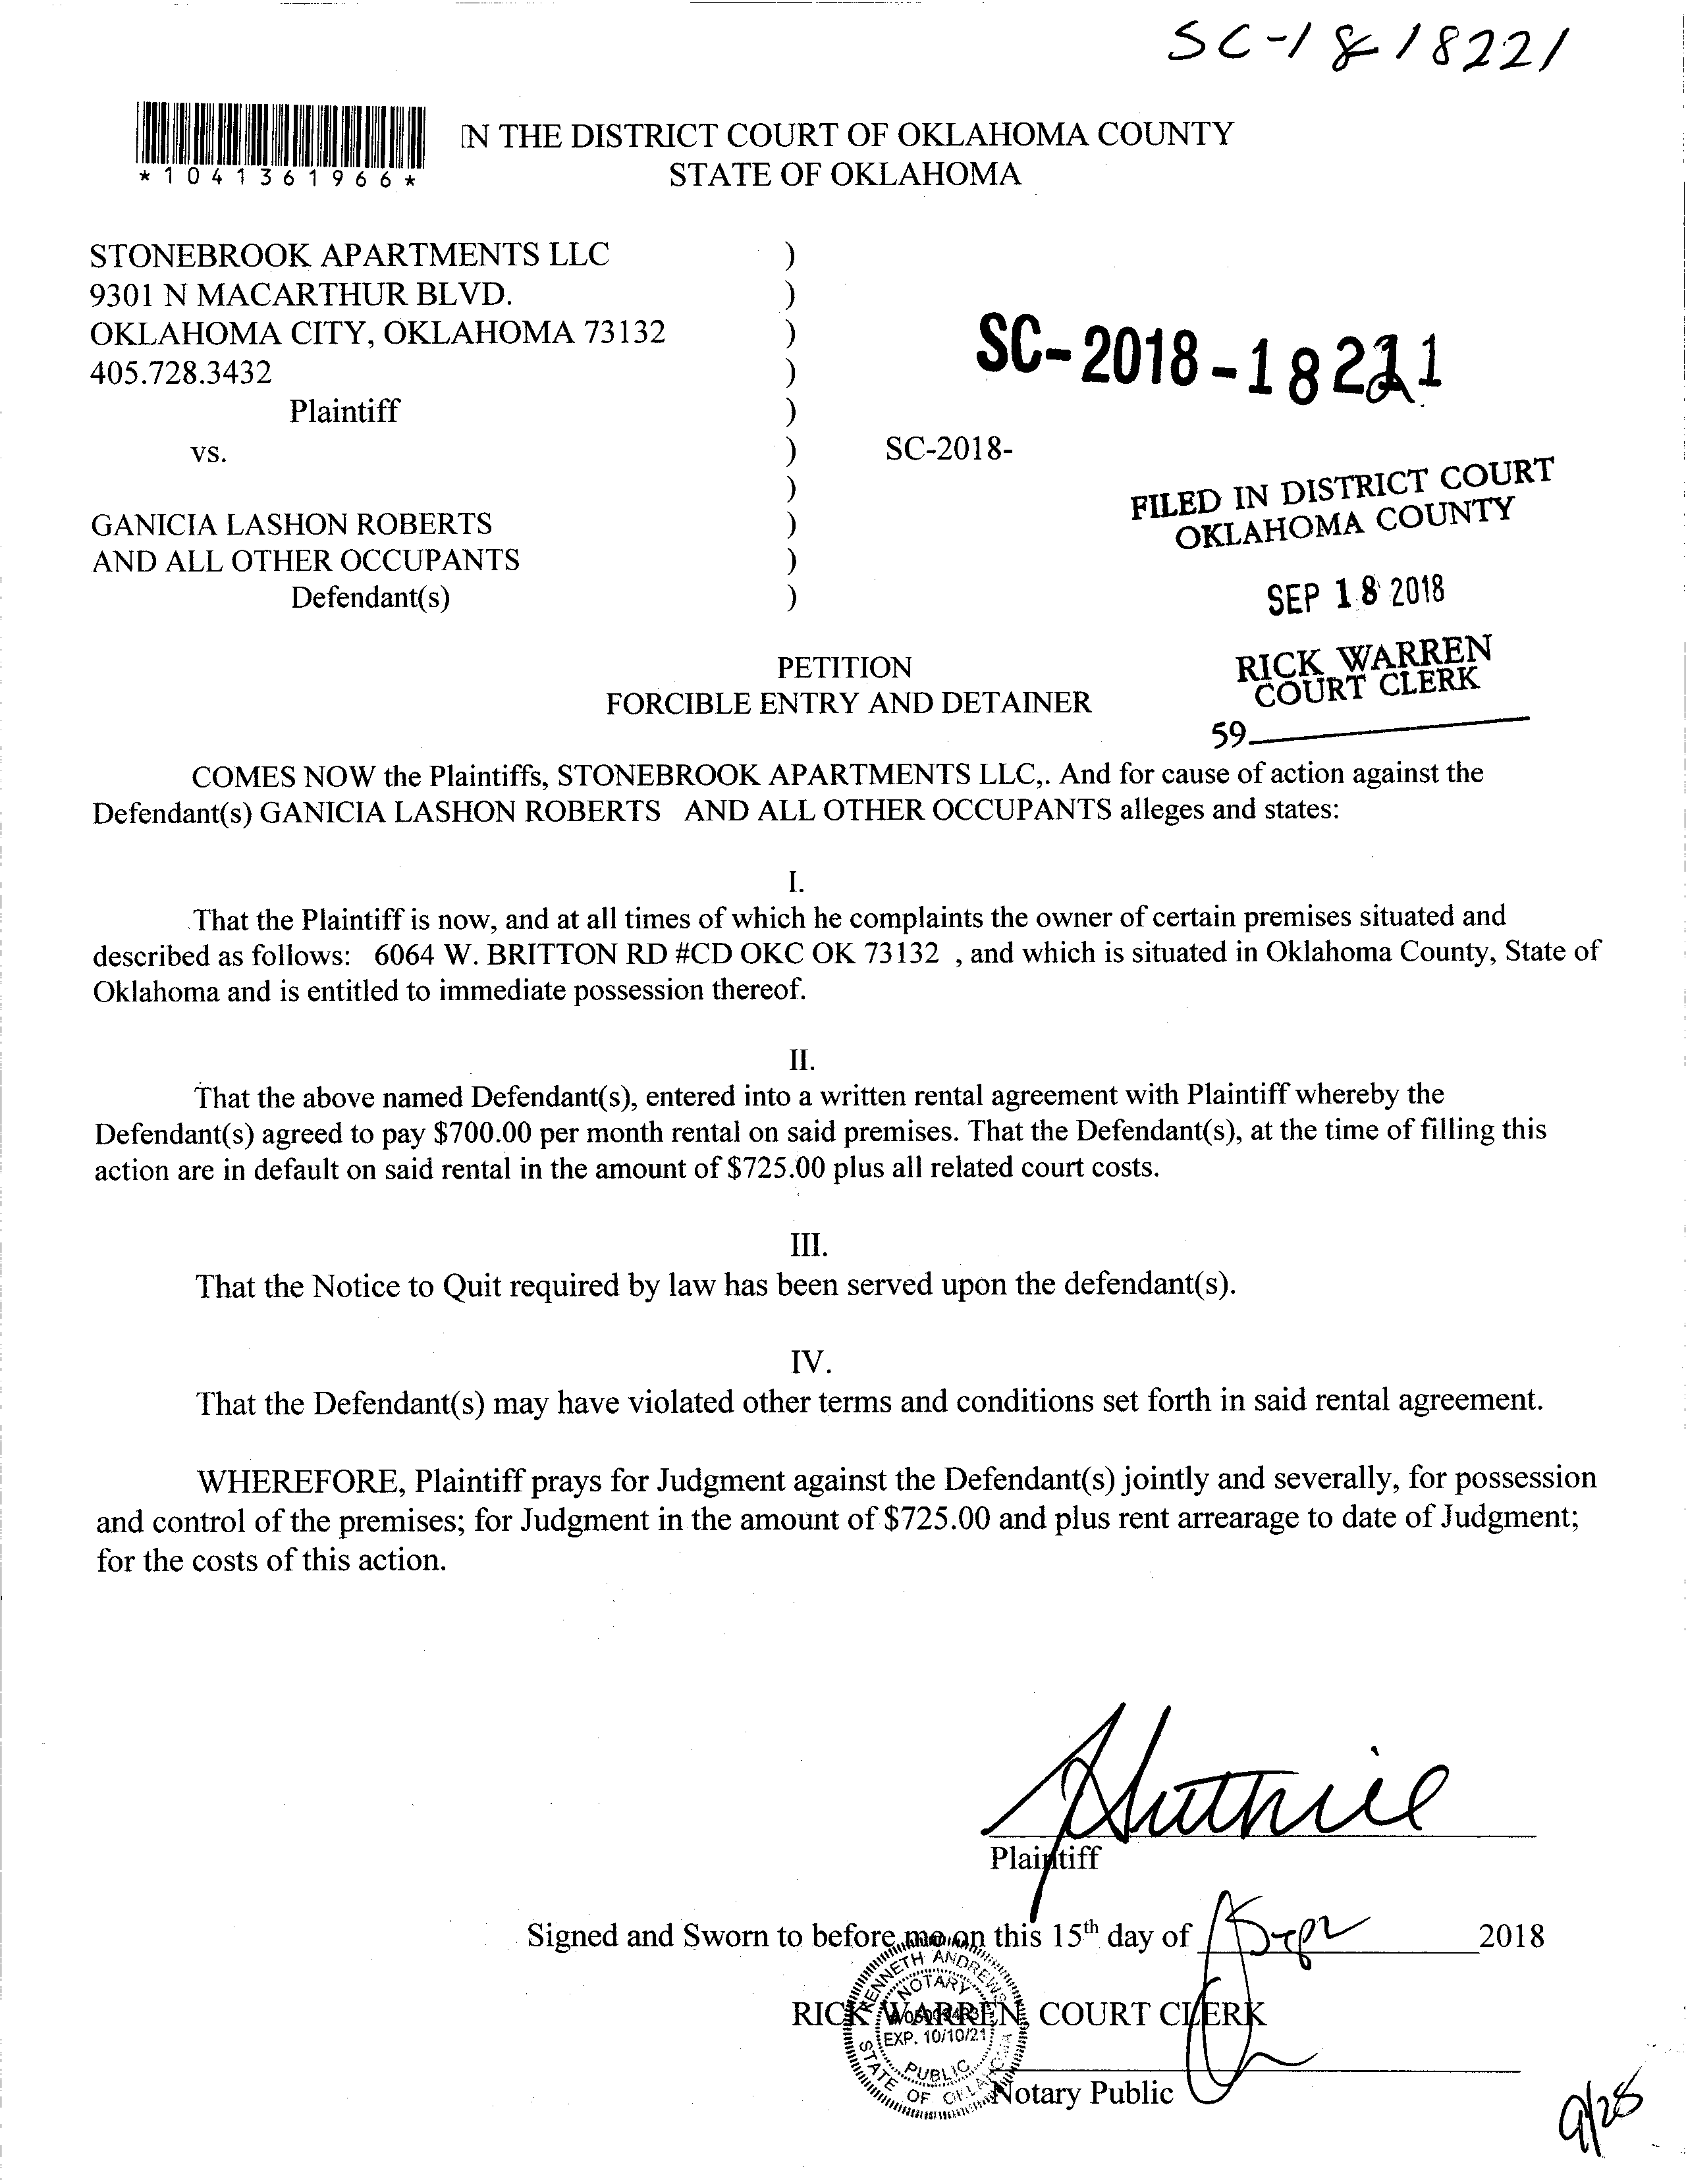 SC-18 18221
*1041361966*
IN THE DISTRICT COURT OF OKLAHOMA COUNTY
STATE OF OKLAHOMA
STONEBROOK APARTMENTS LLC )
9301 N MACARTHUR BLVD. )
OKLAHOMA CITY, OKLAHOMA 73132 )
405.728.3432 )
Plaintiff )
SC-2018-18221
vs. ) SC-2018-
)
GANICIA LASHON ROBERTS )
AND ALL OTHER OCCUPANTS )
Defendant(s) )
FILED IN DISTRICT COURT
OKLAHOMA COUNTY
SEP 18 2018
RICK WARREN
COURT CLERK
59
PETITION
FORCIBLE ENTRY AND DETAINER
COMES NOW the Plaintiffs, STONEBROOK APARTMENTS LLC,. And for cause of action against the
Defendant(s) GANICIA LASHON ROBERTS AND ALL OTHER OCCUPANTS alleges and states:
I.
That the Plaintiff is now, and at all times of which he complaints the owner of certain premises situated and
described as follows: 6064 W. BRITTON RD #CD OKC OK 73132 , and which is situated in Oklahoma County, State of
Oklahoma and is entitled to immediate possession thereof.
II.
That the above named Defendant(s), entered into a written rental agreement with Plaintiff whereby the
Defendant(s) agreed to pay $700.00 per month rental on said premises. That the Defendant(s), at the time of filling this
action are in default on said rental in the amount of $725.00 plus all related court costs.
III.
That the Notice to Quit required by law has been served upon the defendant(s).
IV.
That the Defendant(s) may have violated other terms and conditions set forth in said rental agreement.
WHEREFORE, Plaintiff prays for Judgment against the Defendant(s) jointly and severally, for possession
and control of the premises; for Judgment in the amount of $725.00 and plus rent arrearage to date of Judgment;
for the costs of this action.
Plaintiff
Signed and Sworn to before me on this 15th day of Sept 2018
RICK WARREN, COURT CLERK
KENNETH ANDREWS
NOTARY
EXP. 10/10/21
PUBLIC
STATE OF OKLAHOMA
Notary Public
9/28